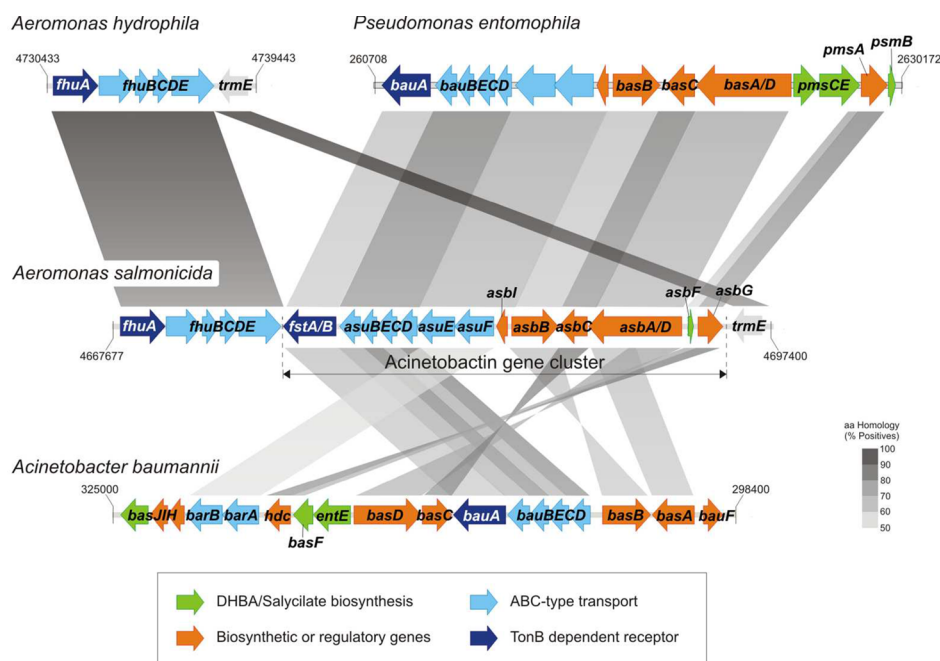 Aeromonas hydrophila
Pseudomonas entomophila
4730433
4739443
fhuA
fhuBCDE
trmE
260708
2630172
pmsA
psmB
bauA
bauBECD
basB
basC
basA/D
pmsCE
Aeromonas salmonicida
asbI
asbF
asbG
fhuA
fhuBCDE
fstA/B
asuBECD
asuE
asuF
asbB
asbC
asbA/D
trmE
4667677
4697400
Acinetobactin gene cluster
Acinetobacter baumannii
325000
298400
basJIH
barB
barA
hdc
basF
entE
basD
basC
bauA
bauBECD
basB
basA
bauF
aa Homology
(% Positives)
100
90
80
70
60
50
DHBA/Salycilate biosynthesis
ABC-type transport
Biosynthetic or regulatory genes
TonB dependent receptor